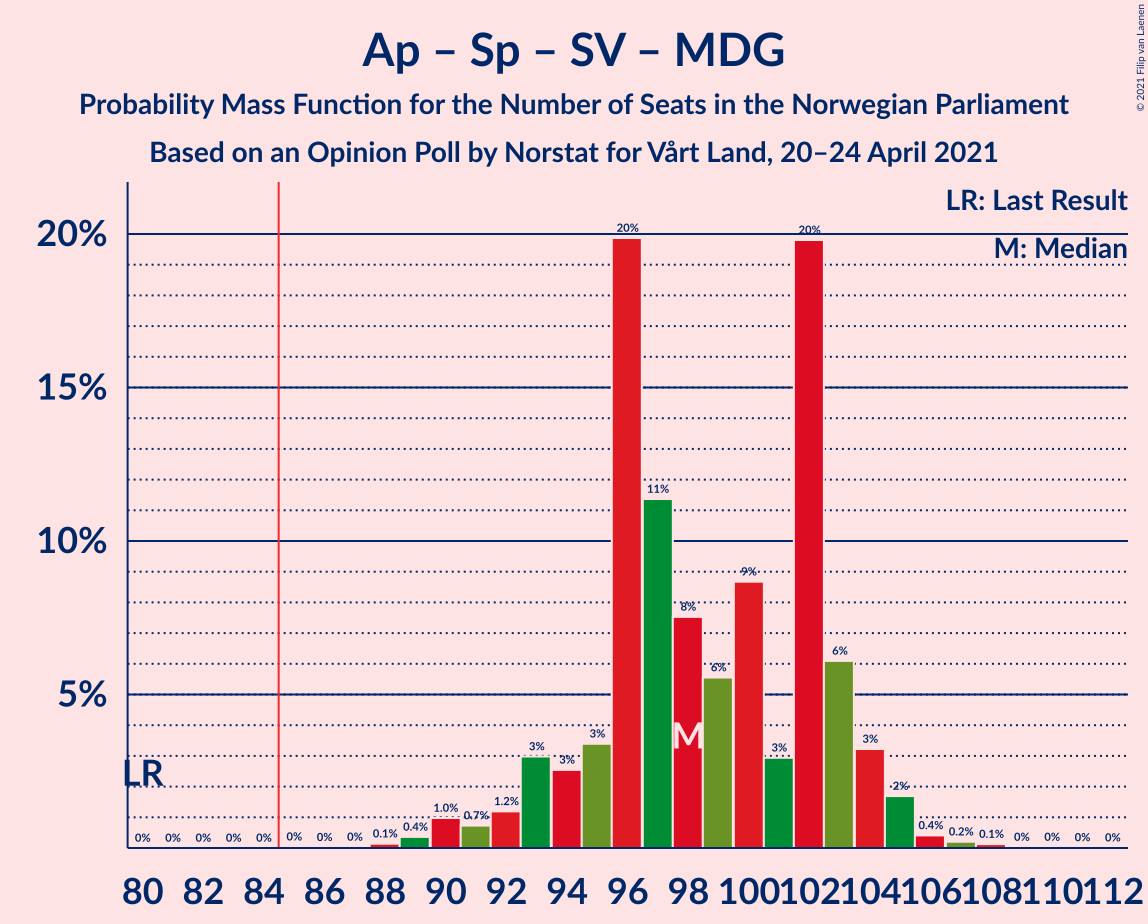 Ap – Sp – SV – MDG
Probability Mass Function for the Number of Seats in the Norwegian Parliament
Based on an Opinion Poll by Norstat for Vårt Land, 20–24 April 2021
© 2021 Filip van Laenen
LR: Last Result
M: Median
20%
15%
10%
5%
LR
M
0% 0% 0% 0% 0% 0% 0% 0% 0.1% 0.4% 1.0% 0.7% 1.2% 3% 3% 3% 20% 11% 8% 6% 9% 3% 20% 6% 3% 2% 0.4% 0.2% 0.1% 0% 0% 0% 0%
80 82 84 86 88 90 92 94 96 98 100 102 104 106 108 110 112